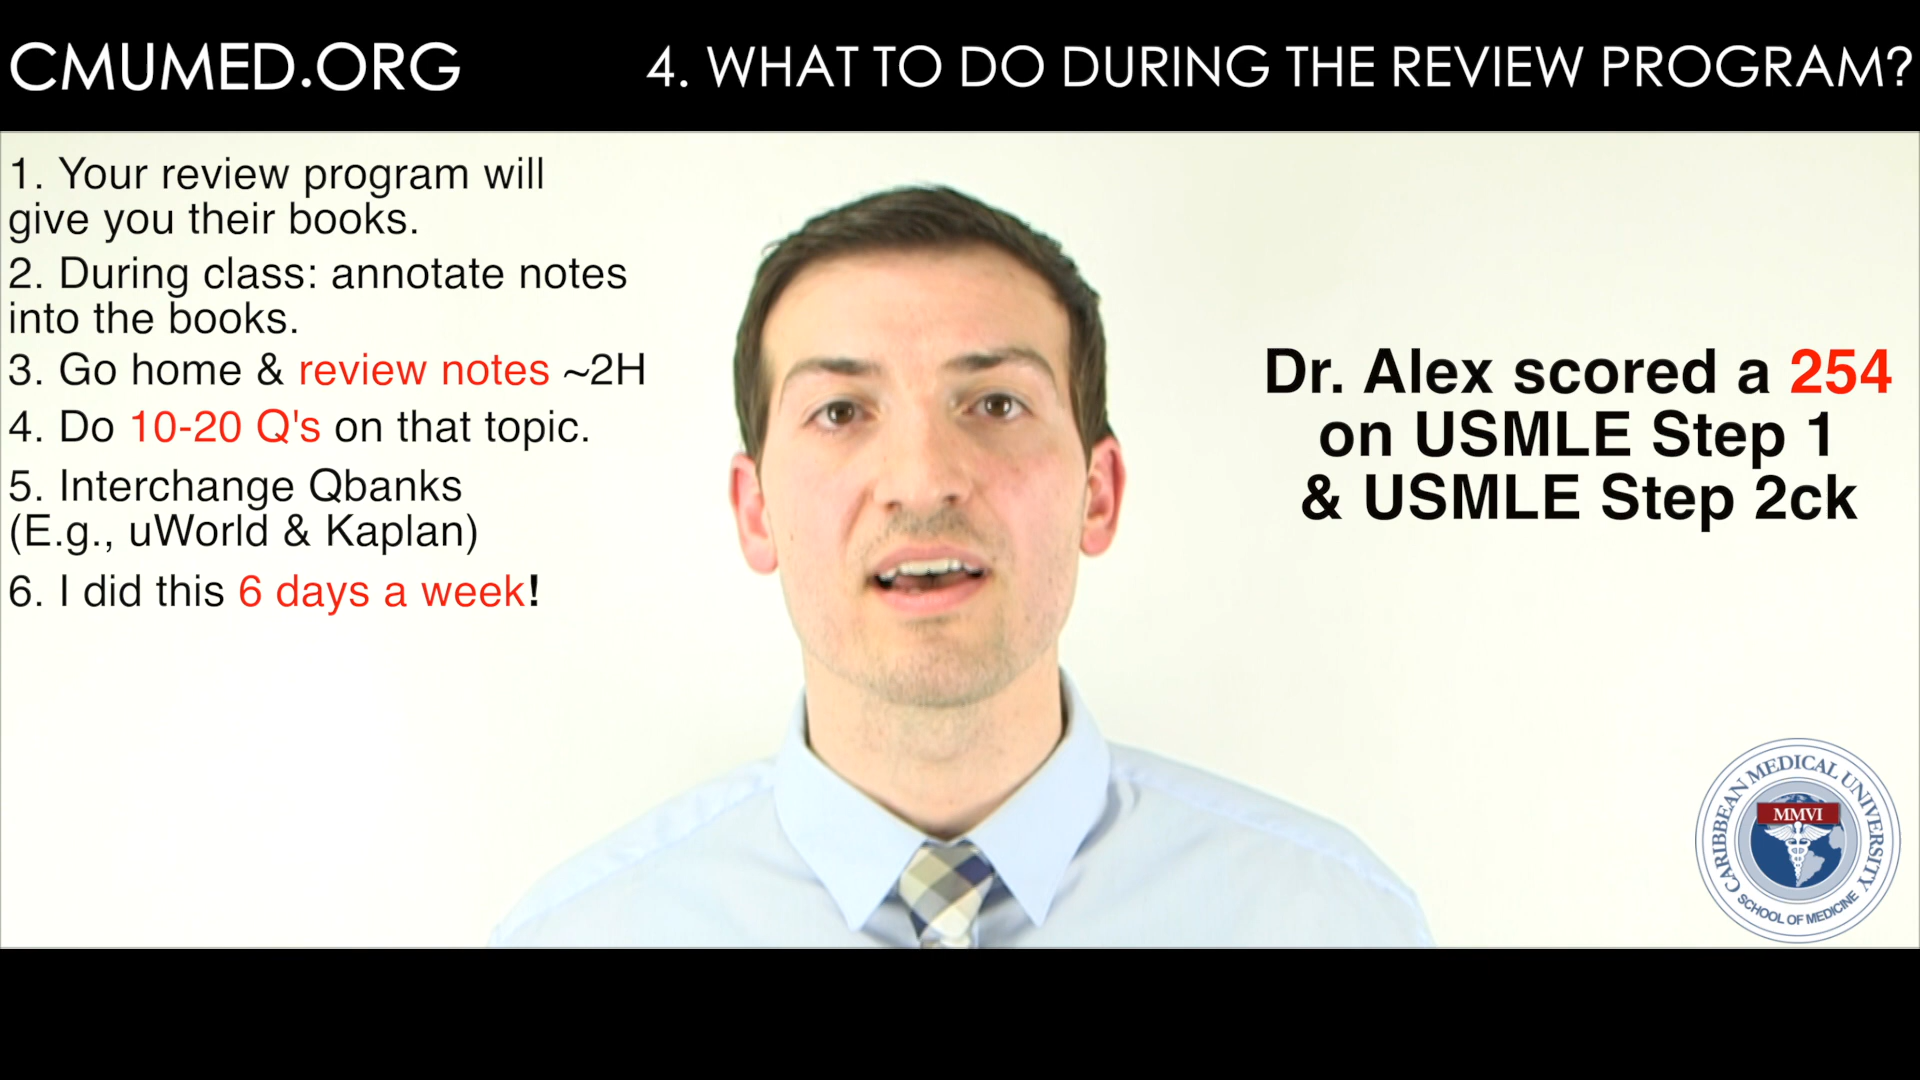 CMUMED.ORG
4. WHAT TO DO DURING THE REVIEW PROGRAM?
1. Your review program will
give you their books.
2. During class: annotate notes
into the books.
3. Go home & review notes ~2H
4. Do 10-20 Q's on that topic.
5. Interchange Qbanks
(E.g., uWorld & Kaplan)
6. I did this 6 days a week!
Dr. Alex scored a 254
on USMLE Step 1
& USMLE Step 2ck
CARIBBEAN MEDICAL UNIVERSITY
MMVI
SCHOOL OF MEDICINE